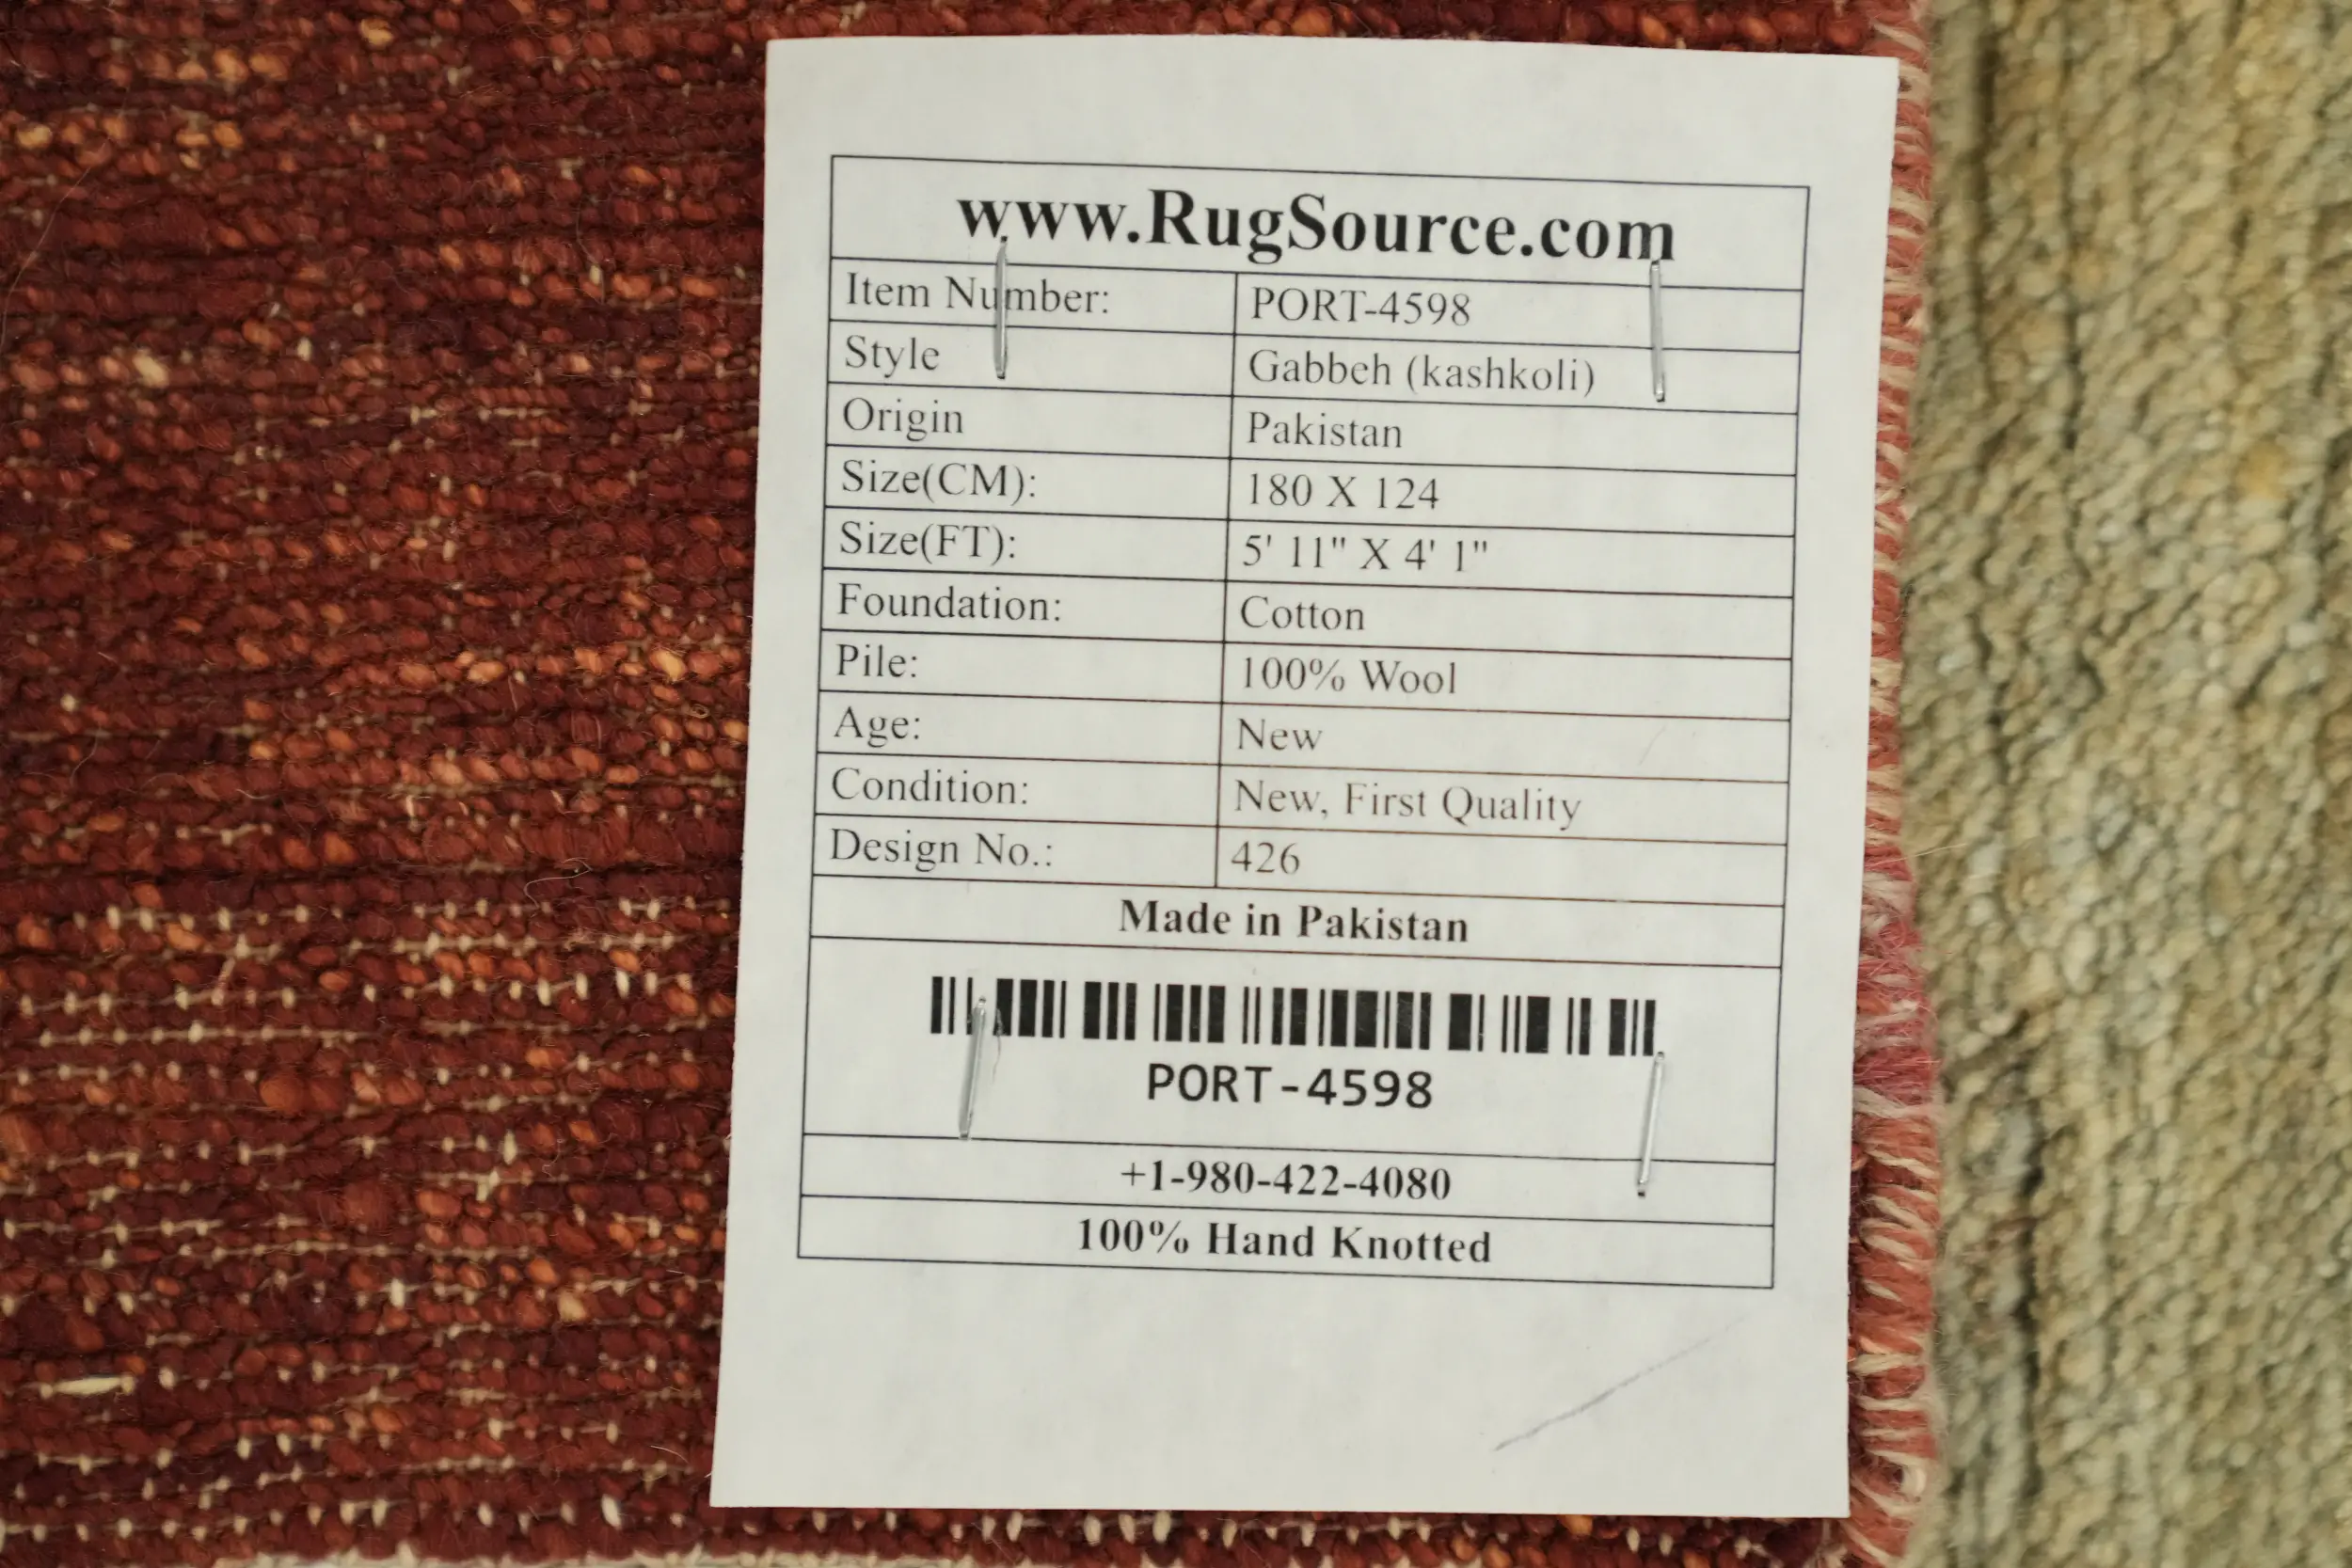 www.RugSource.com
Item Number: PORT-4598
Style Gabbeh (kashkoli)
Origin Pakistan
Size(CM): 180 X 124
Size(FT): 5' 11" X 4' 1"
Foundation: Cotton
Pile: 100% Wool
Age: New
Condition: New, First Quality
Design No.: 426
Made in Pakistan
PORT-4598
+1-980-422-4080
100% Hand Knotted